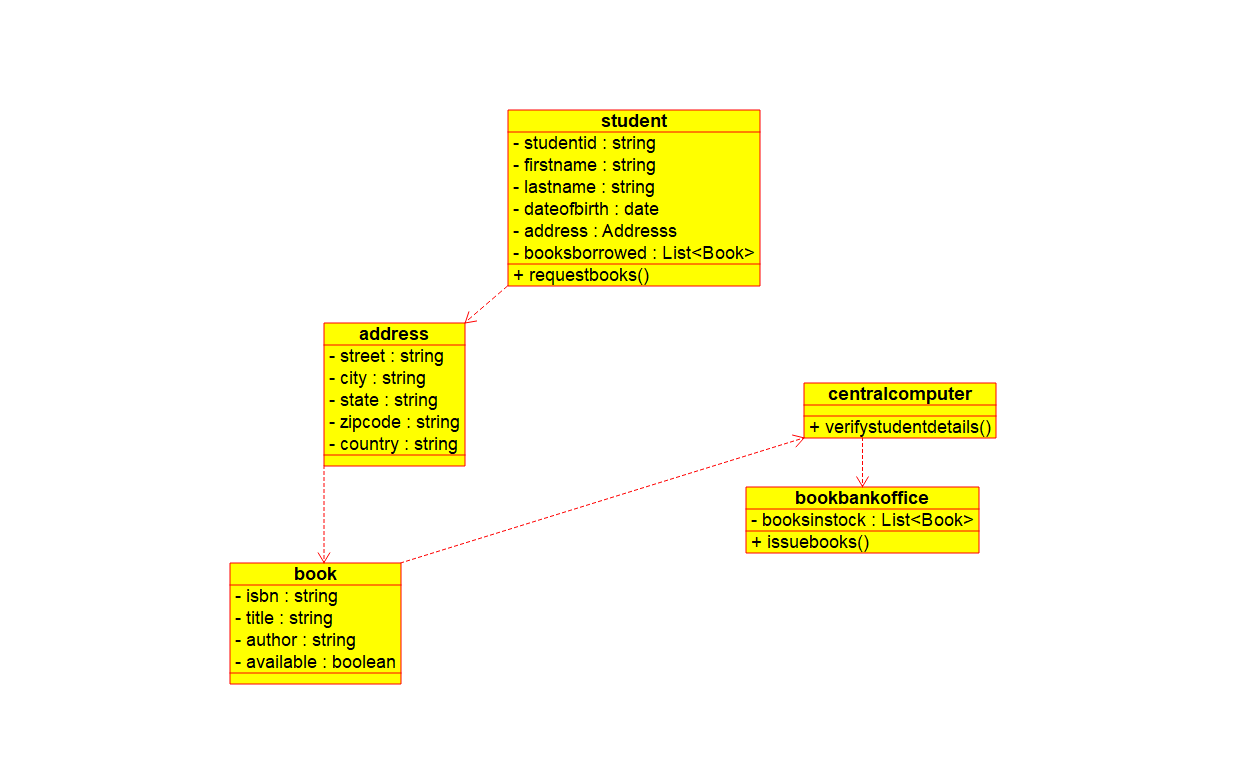 student
- studentid : string
- firstname : string
- lastname : string
- dateofbirth : date
- address : Addresss
- booksborrowed : List<Book>
+ requestbooks()
address
- street : string
- city : string
- state : string
- zipcode : string
- country : string
centralcomputer
+ verifystudentdetails()
bookbankoffice
- booksinstock : List<Book>
+ issuebooks()
book
- isbn : string
- title : string
- author : string
- available : boolean